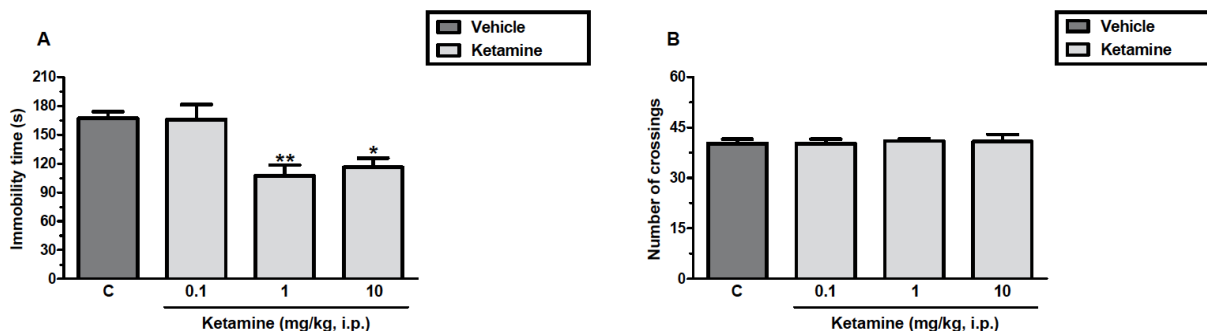 A
Vehicle
Ketamine
Immobility time (s)
210
180
150
120
90
60
30
0
**
*
C 0.1 1 10
Ketamine (mg/kg, i.p.)
B
Vehicle
Ketamine
Number of crossings
60
45
30
15
0
C 0.1 1 10
Ketamine (mg/kg, i.p.)